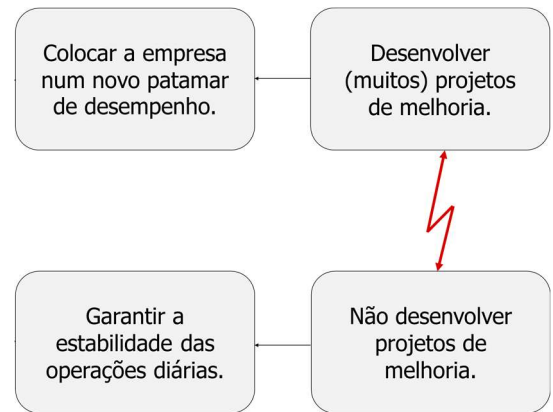 Colocar a empresa
num novo patamar
de desempenho.
Desenvolver
(muitos) projetos
de melhoria.
Garantir a
estabilidade das
operações diárias.
Não desenvolver
projetos de
melhoria.